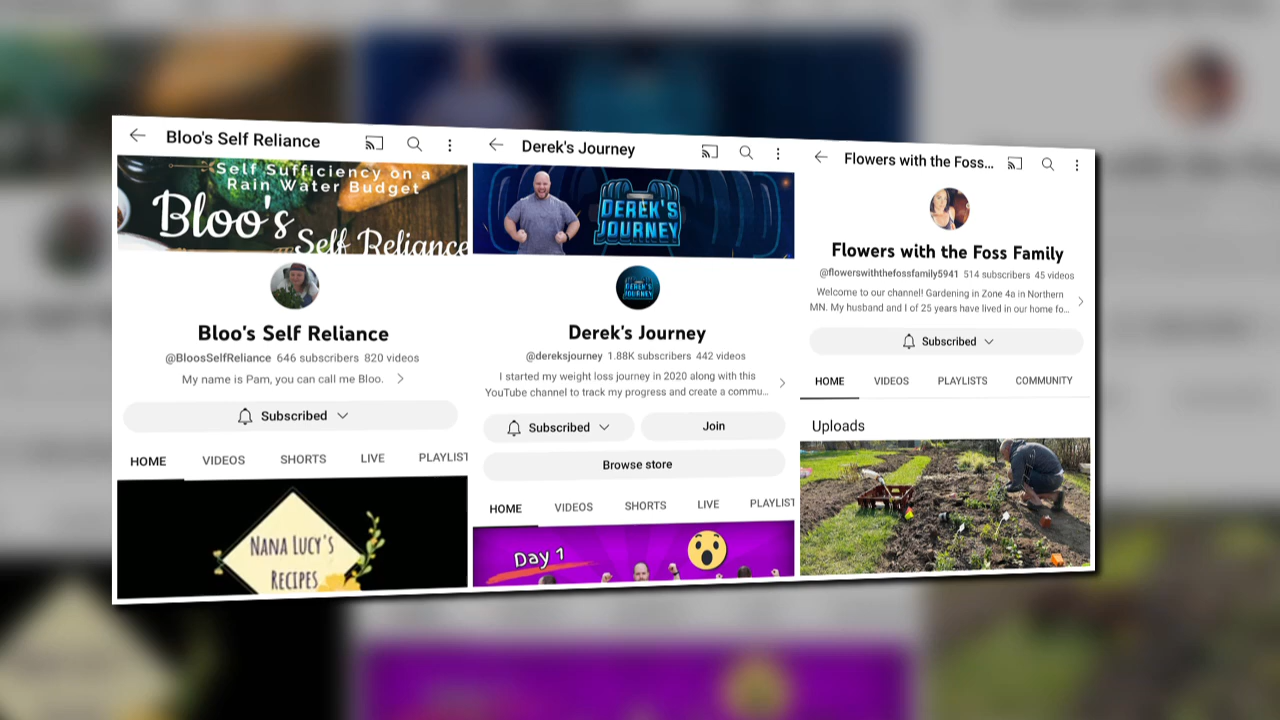 Bloo's Self Reliance
Self Sufficiency on a
Rain Water Budget
Bloo's
Self Reliance
Bloo's Self Reliance
@BloosSelfReliance 646 subscribers 820 videos
My name is Pam, you can call me Bloo.
Subscribed
HOME VIDEOS SHORTS LIVE PLAYLIST
NANA LUCY'S
RECIPES
Derek's Journey
DEREK'S
JOURNEY
DEREK'S
JOURNEY
Derek's Journey
@dereksjourney 1.88K subscribers 442 videos
I started my weight loss journey in 2020 along with this
YouTube channel to track my progress and create a commu...
Subscribed Join
Browse store
HOME VIDEOS SHORTS LIVE PLAYLIST
Day 1
Flowers with the Foss...
Flowers with the Foss Family
@flowerswiththefossfamily5941 514 subscribers 45 videos
Welcome to our channel! Gardening in Zone 4a in Northern
MN. My husband and I of 25 years have lived in our home fo...
Subscribed
HOME VIDEOS PLAYLISTS COMMUNITY
Uploads